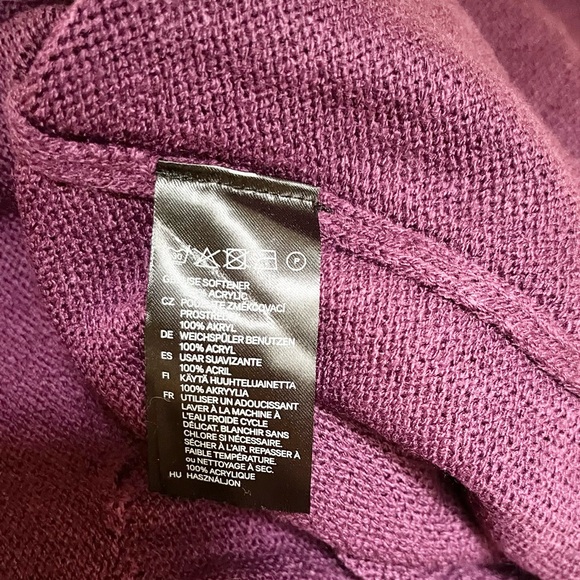 P
USE SOFTENER
ACRYLIC
CZ POUŽIJTE ZMĚKČOVACÍ
PROSTŘEDEK
100% AKRYL
DE WEICHSPÜLER BENUTZEN
100% ACRYL
ES USAR SUAVIZANTE
100% ACRIL
FI KÄYTÄ HUUHTELUAINETTA
100% AKRYYLIA
FR UTILISER UN ADOUCISSANT
LAVER À LA MACHINE À
L'EAU FROIDE CYCLE
DÉLICAT. BLANCHIR SANS
CHLORE SI NÉCESSAIRE.
SÉCHER À L'AIR. REPASSER À
FAIBLE TEMPÉRATURE.
ou NETTOYAGE À SEC.
100% ACRYLIQUE
HU HASZNÁLJON